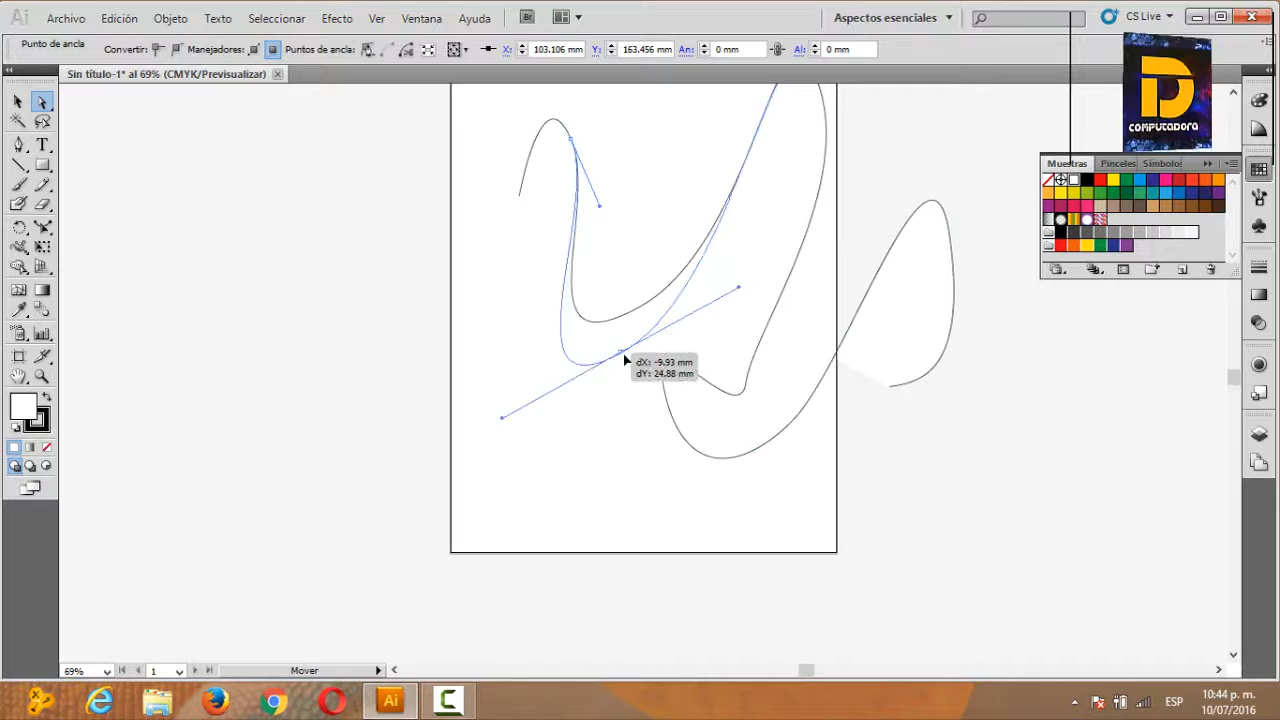 Ai Archivo Edición Objeto Texto Seleccionar Efecto Ver Ventana Ayuda Br Aspectos esenciales CS Live
Punto de ancla Convertir: Manejadores: Puntos de ancla: X: 103.106 mm Y: 163.456 mm An: 0 mm Al: 0 mm
Sin título-1* al 69% (CMYK/Previsualizar)
D
COMPUTADORA
Muestras Pinceles Símbolo:
dX: -9.93 mm
dY: 24.88 mm
69% 1 Mover
Ai C ESP 10:44 p. m.
10/07/2016